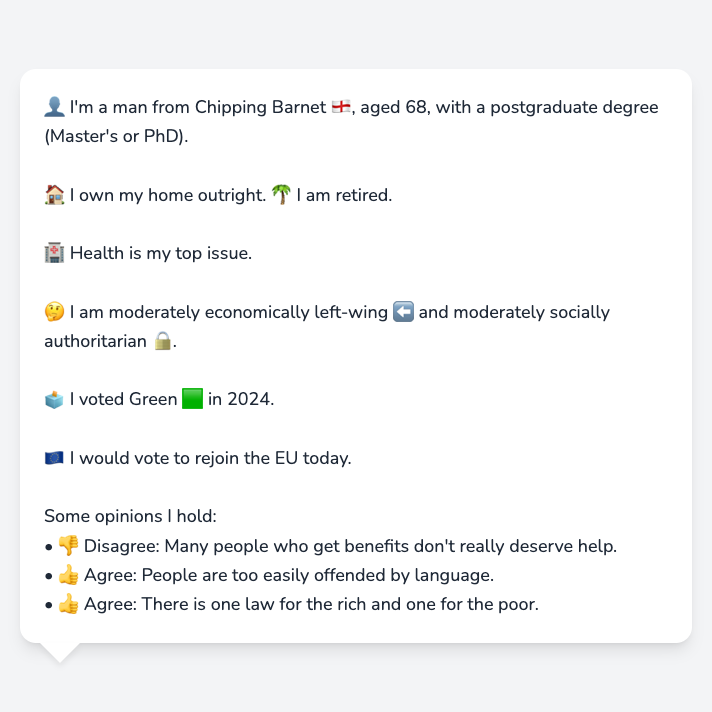 👤 I'm a man from Chipping Barnet 🏴󠁧󠁢󠁥󠁮󠁧󠁿, aged 68, with a postgraduate degree
(Master's or PhD).
🏠 I own my home outright. 🌴 I am retired.
🏥 Health is my top issue.
🤔 I am moderately economically left-wing ⬅️ and moderately socially
authoritarian 🔒.
🗳️ I voted Green 🟩 in 2024.
🇪🇺 I would vote to rejoin the EU today.
Some opinions I hold:
• 👎 Disagree: Many people who get benefits don't really deserve help.
• 👍 Agree: People are too easily offended by language.
• 👍 Agree: There is one law for the rich and one for the poor.